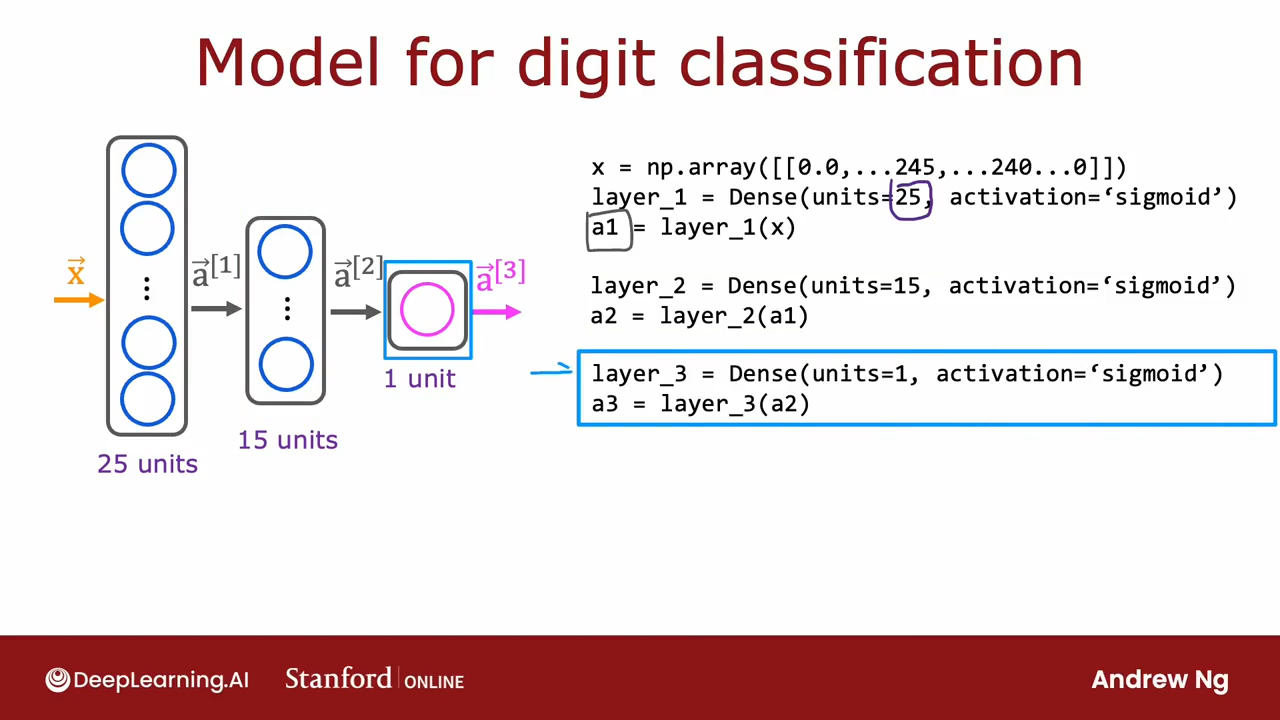 Model for digit classification
x = np.array([[0.0,...245,...240...0]])
layer_1 = Dense(units=25, activation=‘sigmoid’)
a1 = layer_1(x)
layer_2 = Dense(units=15, activation=‘sigmoid’)
a2 = layer_2(a1)
layer_3 = Dense(units=1, activation=‘sigmoid’)
a3 = layer_3(a2)
x⃗
a⃗[1]
a⃗[2]
a⃗[3]
25 units
15 units
1 unit
DeepLearning.AI
Stanford | ONLINE
Andrew Ng